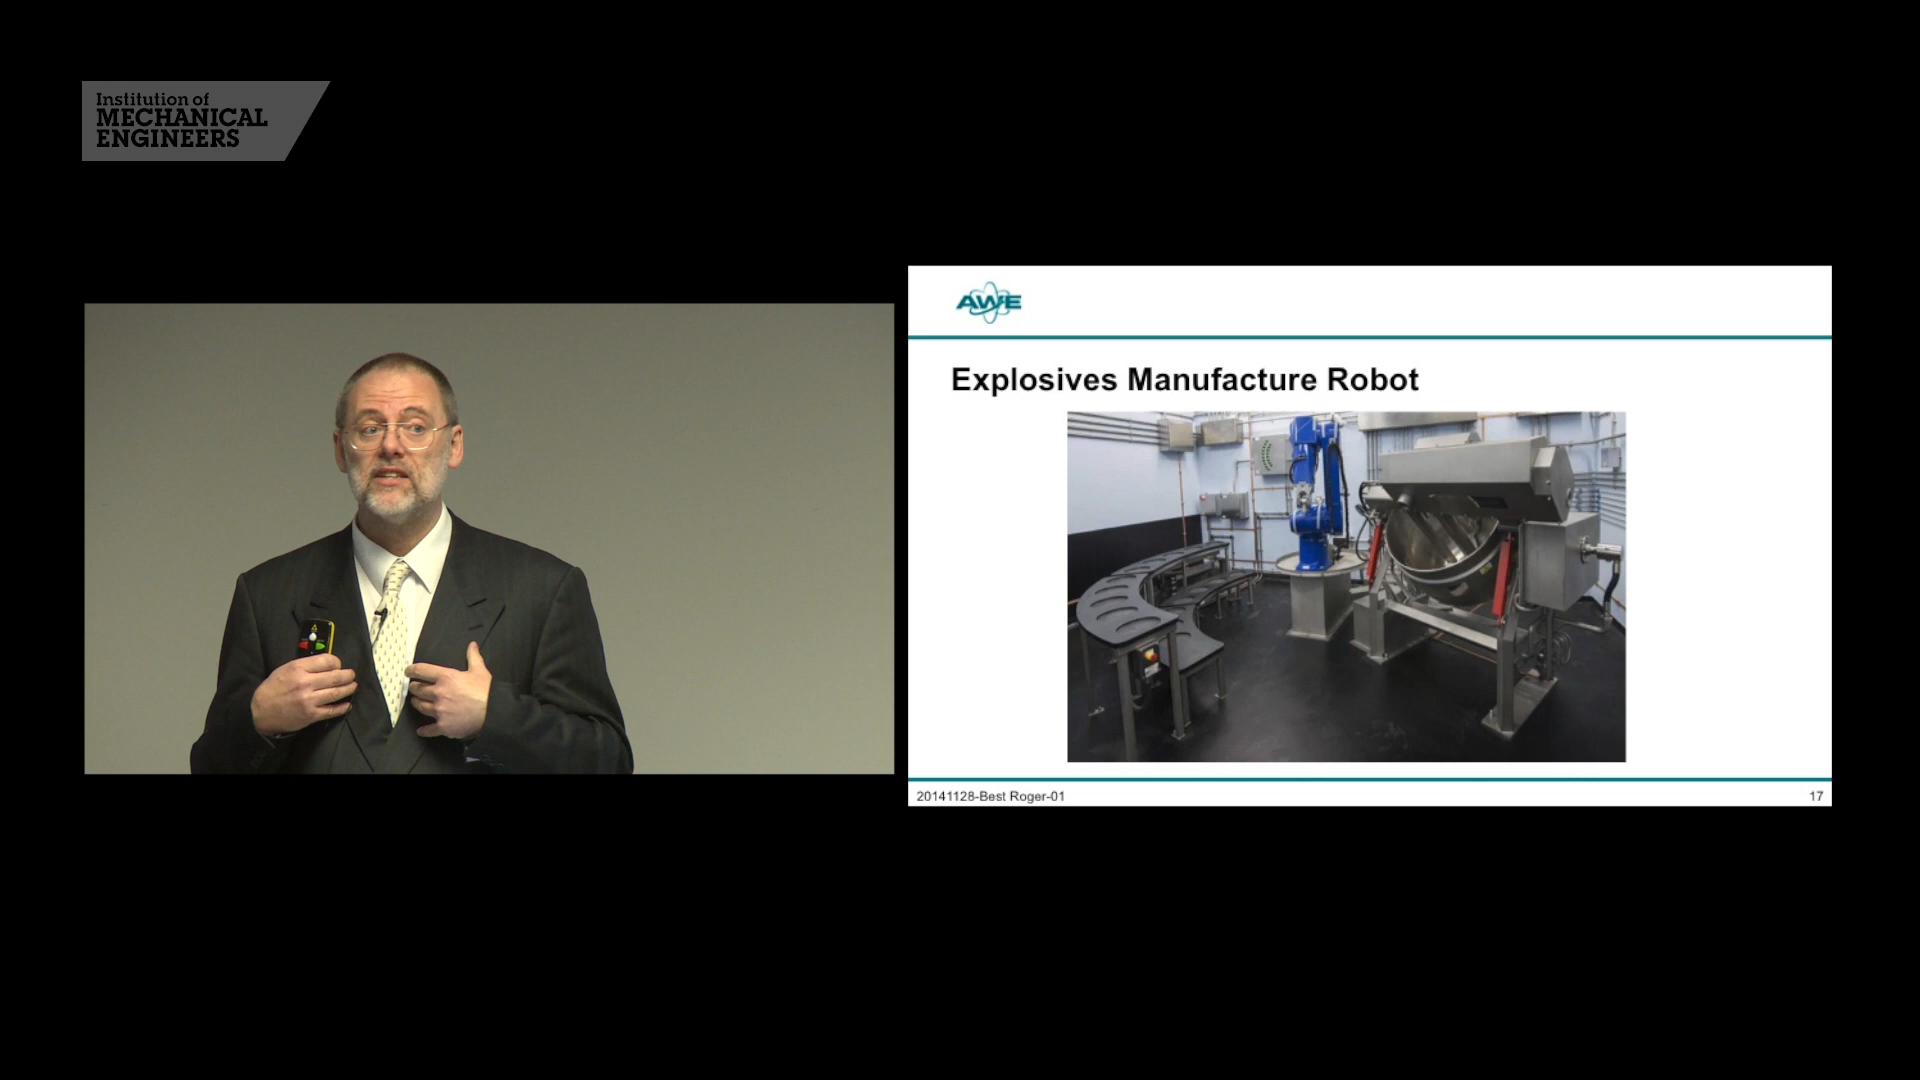 Institution of
MECHANICAL
ENGINEERS
AWE
Explosives Manufacture Robot
20141128-Best Roger-01
17